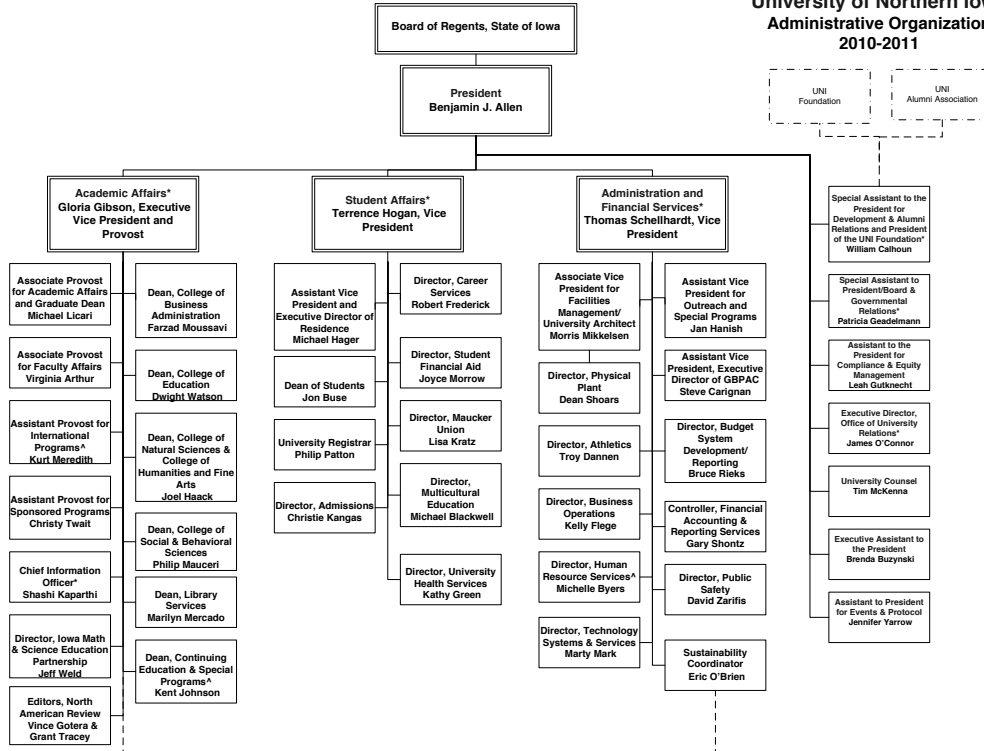 University of Northern Iow
Administrative Organization
2010-2011
Board of Regents, State of Iowa
President
Benjamin J. Allen
UNI
Foundation
UNI
Alumni Association
Academic Affairs*
Gloria Gibson, Executive
Vice President and
Provost
Student Affairs*
Terrence Hogan, Vice
President
Administration and
Financial Services*
Thomas Schellhardt, Vice
President
Associate Provost
for Academic Affairs
and Graduate Dean
Michael Licari
Associate Provost
for Faculty Affairs
Virginia Arthur
Assistant Provost for
International
Programs^
Kurt Meredith
Assistant Provost for
Sponsored Programs
Christy Twait
Chief Information
Officer*
Shashi Kaparthi
Director, Iowa Math
& Science Education
Partnership
Jeff Weld
Editors, North
American Review
Vince Gotera &
Grant Tracey
Dean, College of
Business
Administration
Farzad Moussavi
Dean, College of
Education
Dwight Watson
Dean, College of
Natural Sciences &
College of
Humanities and Fine
Arts
Joel Haack
Dean, College of
Social & Behavioral
Sciences
Philip Mauceri
Dean, Library
Services
Marilyn Mercado
Dean, Continuing
Education & Special
Programs^
Kent Johnson
Assistant Vice
President and
Executive Director of
Residence
Michael Hager
Dean of Students
Jon Buse
University Registrar
Philip Patton
Director, Admissions
Christie Kangas
Director, Career
Services
Robert Frederick
Director, Student
Financial Aid
Joyce Morrow
Director, Maucker
Union
Lisa Kratz
Director,
Multicultural
Education
Michael Blackwell
Director, University
Health Services
Kathy Green
Associate Vice
President for
Facilities
Management/
University Architect
Morris Mikkelsen
Director, Physical
Plant
Dean Shoars
Director, Athletics
Troy Dannen
Director, Business
Operations
Kelly Flege
Director, Human
Resource Services^
Michelle Byers
Director, Technology
Systems & Services
Marty Mark
Assistant Vice
President for
Outreach and
Special Programs
Jan Hanish
Assistant Vice
President, Executive
Director of GBPAC
Steve Carignan
Director, Budget
System
Development/
Reporting
Bruce Rieks
Controller, Financial
Accounting &
Reporting Services
Gary Shontz
Director, Public
Safety
David Zarifis
Sustainability
Coordinator
Eric O'Brien
Special Assistant to the
President for
Development & Alumni
Relations and President
of the UNI Foundation*
William Calhoun
Special Assistant to
President/Board &
Governmental
Relations*
Patricia Geadelmann
Assistant to the
President for
Compliance & Equity
Management
Leah Gutknecht
Executive Director,
Office of University
Relations*
James O'Connor
University Counsel
Tim McKenna
Executive Assistant to
the President
Brenda Buzynski
Assistant to President
for Events & Protocol
Jennifer Yarrow